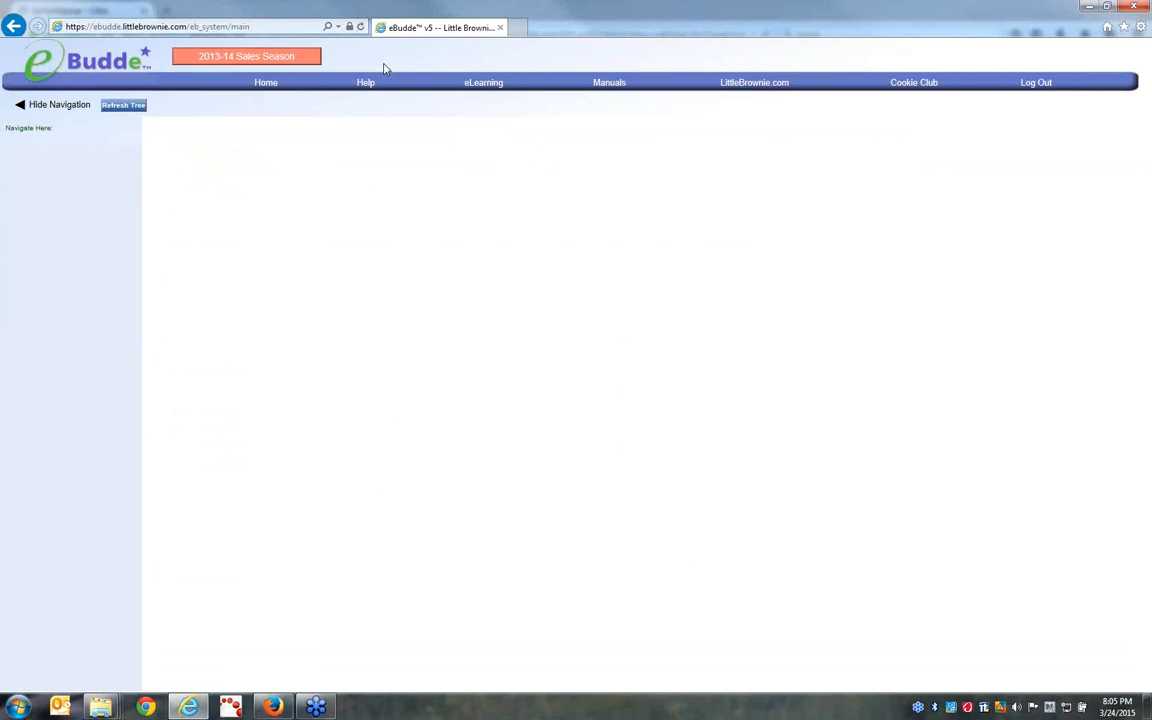 https://ebudde.littlebrownie.com/eb_system/main
eBudde™ v5 -- Little Browni...
eBudde™
2013-14 Sales Season
Home
Help
eLearning
Manuals
LittleBrownie.com
Cookie Club
Log Out
Hide Navigation
Refresh Tree
Navigate Here:
8:05 PM
3/24/2015